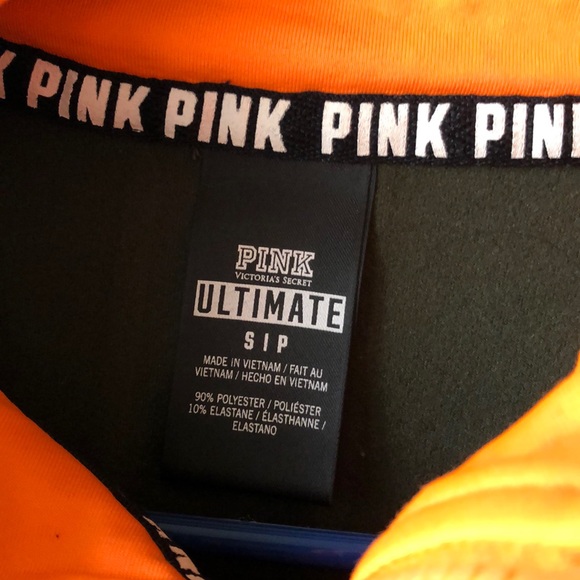 PINK PINK PINK PIN
PINK
VICTORIA'S SECRET
ULTIMATE
S | P
MADE IN VIETNAM / FAIT AU
VIETNAM / HECHO EN VIETNAM
90% POLYESTER / POLIÉSTER
10% ELASTANE / ÉLASTHANNE /
ELASTANO